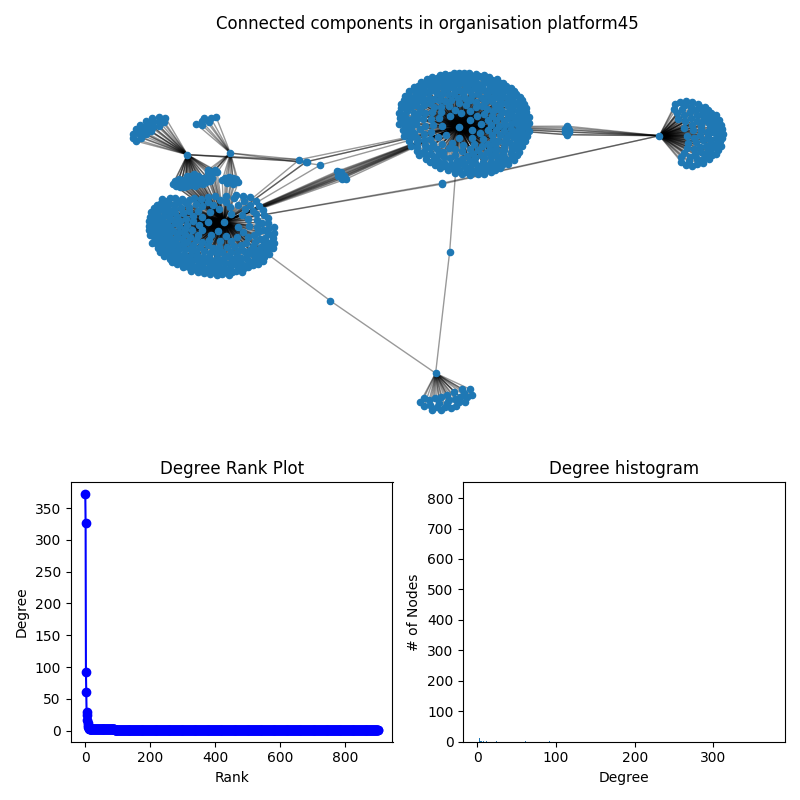 Connected components in organisation platform45
Degree Rank Plot
Degree
350
300
250
200
150
100
50
0
0 200 400 600 800
Rank
Degree histogram
# of Nodes
800
700
600
500
400
300
200
100
0
0 100 200 300
Degree